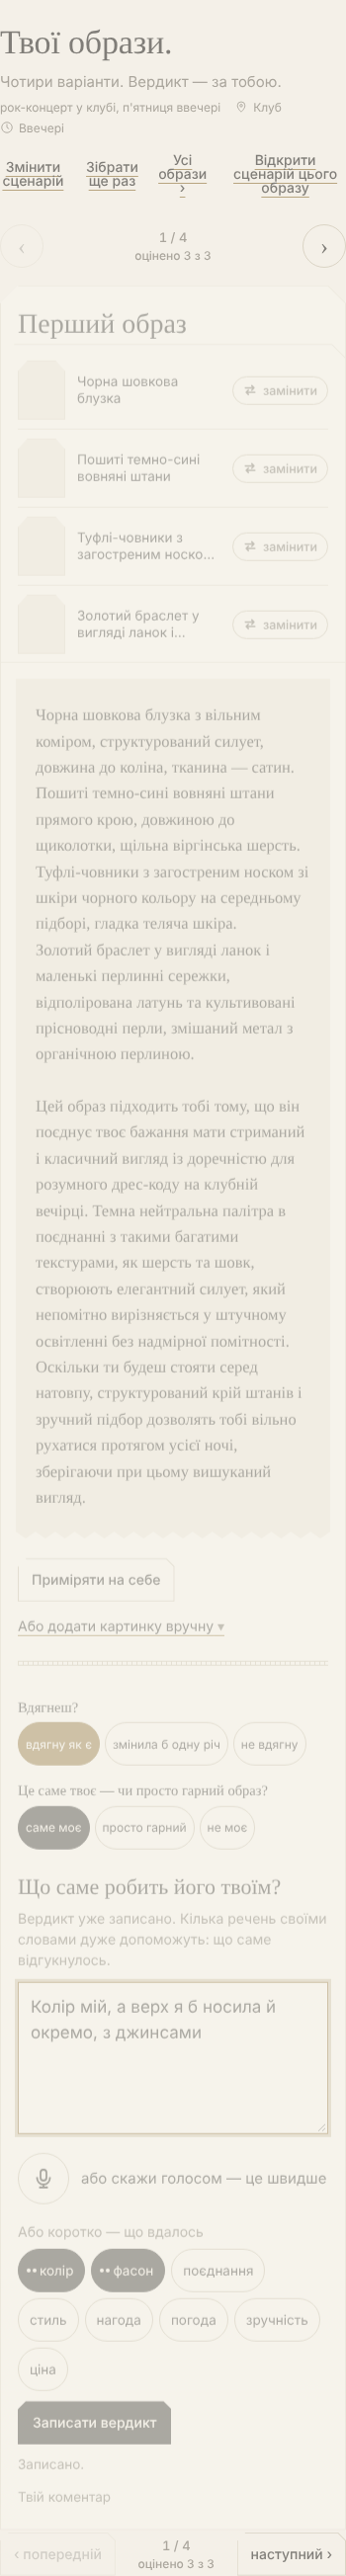 Твої образи.
Чотири варіанти. Вердикт — за тобою.
рок-концерт у клубі, п'ятниця ввечері Клуб
Ввечері
Змінити сценарій
Зібрати ще раз
Усі образи ›
Відкрити сценарій цього образу
‹
1 / 4
оцінено 3 з 3
›
Перший образ
Чорна шовкова
блузка
замінити
Пошиті темно-сині
вовняні штани
замінити
Туфлі-човники з
загостреним носко…
замінити
Золотий браслет у
вигляді ланок і…
замінити
Чорна шовкова блузка з вільним
коміром, структурований силует,
довжина до коліна, тканина — сатин.
Пошиті темно-сині вовняні штани
прямого крою, довжиною до
щиколотки, щільна віргінська шерсть.
Туфлі-човники з загостреним носком зі
шкіри чорного кольору на середньому
підборі, гладка теляча шкіра.
Золотий браслет у вигляді ланок і
маленькі перлинні сережки,
відполірована латунь та культивовані
прісноводні перли, змішаний метал з
органічною перлиною.
Цей образ підходить тобі тому, що він
поєднує твоє бажання мати стриманий
і класичний вигляд із доречністю для
розумного дрес-коду на клубній
вечірці. Темна нейтральна палітра в
поєднанні з такими багатими
текстурами, як шерсть та шовк,
створюють елегантний силует, який
непомітно вирізняється у штучному
освітленні без надмірної помітності.
Оскільки ти будеш стояти серед
натовпу, структурований крій штанів і
зручний підбор дозволять тобі вільно
рухатися протягом усієї ночі,
зберігаючи при цьому вишуканий
вигляд.
Приміряти на себе
Або додати картинку вручну ▾
Вдягнеш?
вдягну як є
змінила б одну річ
не вдягну
Це саме твоє — чи просто гарний образ?
саме моє
просто гарний
не моє
Що саме робить його твоїм?
Вердикт уже записано. Кілька речень своїми
словами дуже допоможуть: що саме
відгукнулось.
Колір мій, а верх я б носила й
окремо, з джинсами
або скажи голосом — це швидше
Або коротко — що вдалось
•• колір
•• фасон
поєднання
стиль
нагода
погода
зручність
ціна
Записати вердикт
Записано.
Твій коментар
‹ попередній
1 / 4
оцінено 3 з 3
наступний ›